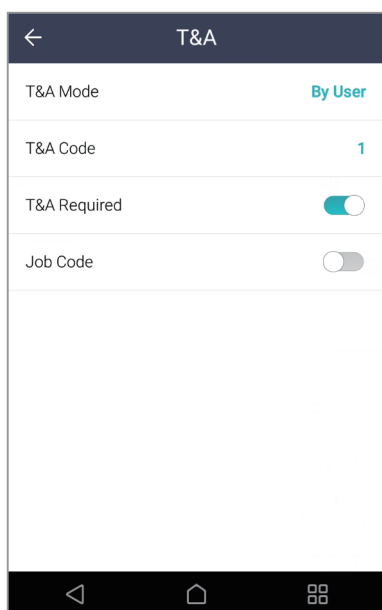 T&A
T&A Mode By User
T&A Code 1
T&A Required
Job Code